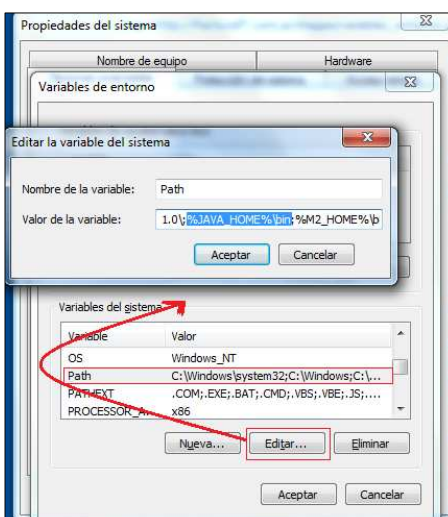 Propiedades del sistema
Nombre de equipo Hardware
Variables de entorno
Editar la variable del sistema
Nombre de la variable: Path
Valor de la variable: 1.0\;%JAVA_HOME%\bin;%M2_HOME%\b
Aceptar Cancelar
Variables del sistema
Variable Valor
OS Windows_NT
Path C:\Windows\system32;C:\Windows;C:\...
PATHEXT .COM;.EXE;.BAT;.CMD;.VBS;.VBE;.JS;....
PROCESSOR_A... x86
Nueva... Editar... Eliminar
Aceptar Cancelar